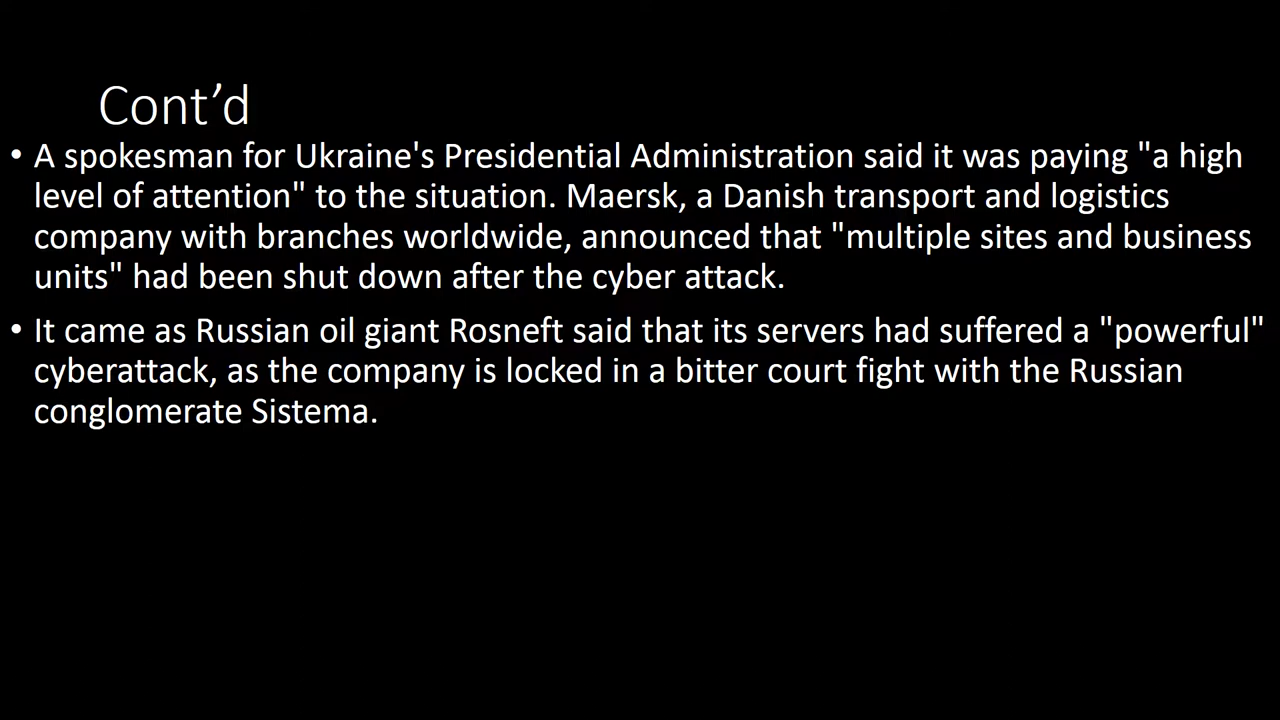 Cont’d
• A spokesman for Ukraine's Presidential Administration said it was paying "a high
level of attention" to the situation. Maersk, a Danish transport and logistics
company with branches worldwide, announced that "multiple sites and business
units" had been shut down after the cyber attack.
• It came as Russian oil giant Rosneft said that its servers had suffered a "powerful"
cyberattack, as the company is locked in a bitter court fight with the Russian
conglomerate Sistema.